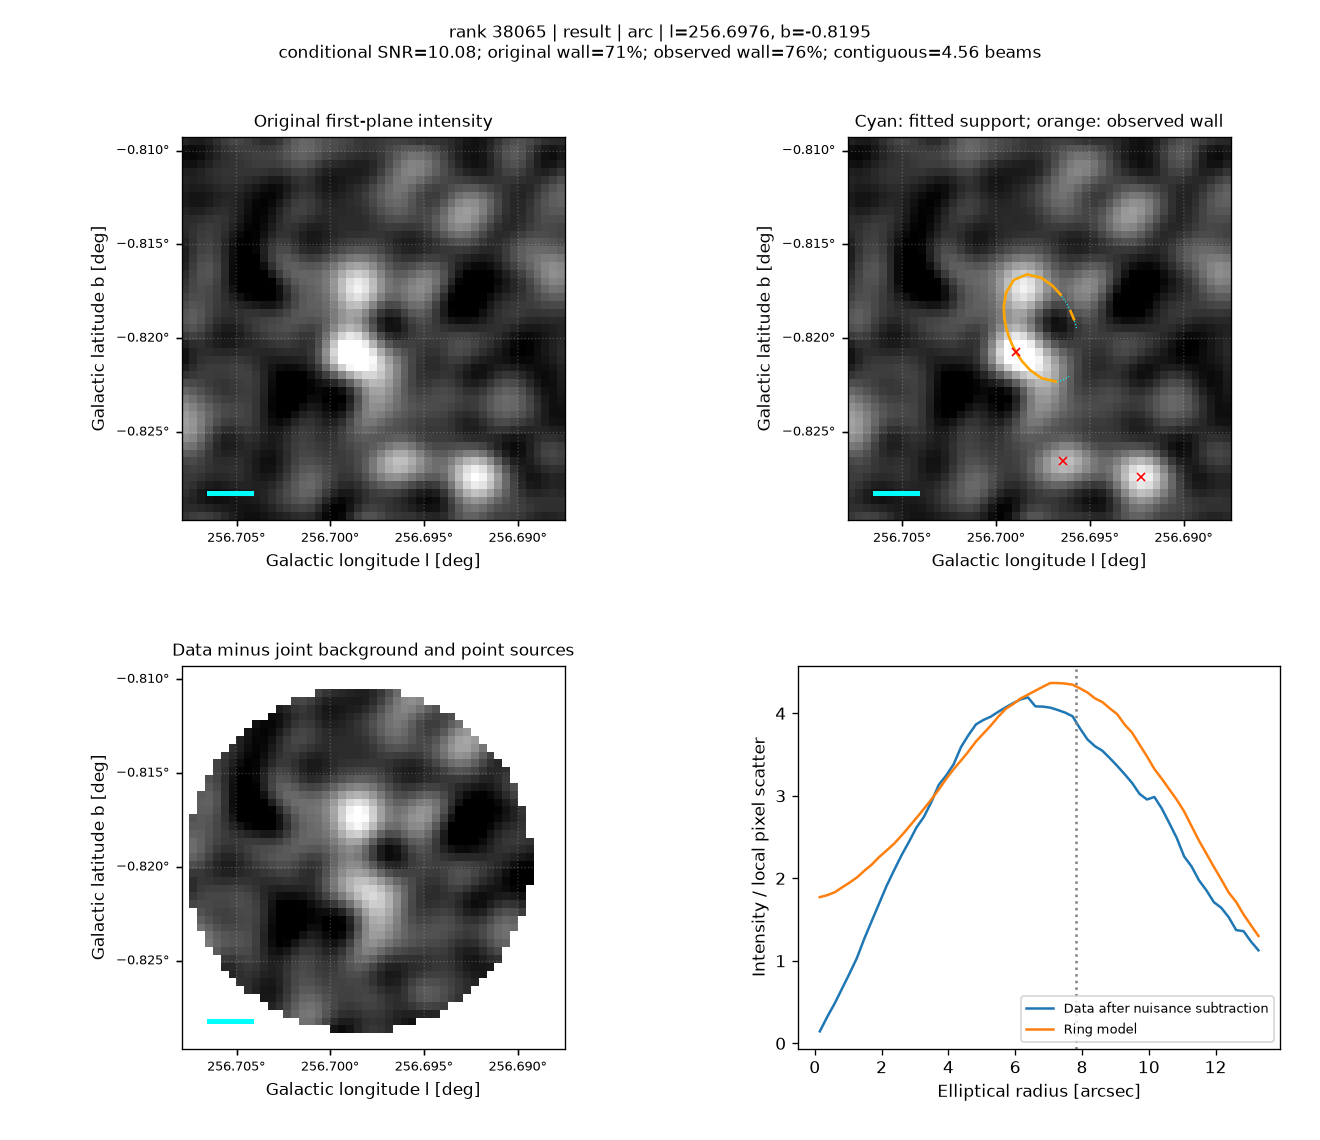 rank 38065 | result | arc | l=256.6976, b=-0.8195
conditional SNR=10.08; original wall=71%; observed wall=76%; contiguous=4.56 beams
Original first-plane intensity
−0.810°
−0.815°
−0.820°
−0.825°
256.705°
256.700°
256.695°
256.690°
Galactic longitude l [deg]
Galactic latitude b [deg]
Cyan: fitted support; orange: observed wall
−0.810°
−0.815°
−0.820°
−0.825°
256.705°
256.700°
256.695°
256.690°
Galactic longitude l [deg]
Galactic latitude b [deg]
Data minus joint background and point sources
−0.810°
−0.815°
−0.820°
−0.825°
256.705°
256.700°
256.695°
256.690°
Galactic longitude l [deg]
Galactic latitude b [deg]
4
3
2
1
0
0
2
4
6
8
10
12
Elliptical radius [arcsec]
Intensity / local pixel scatter
Data after nuisance subtraction
Ring model